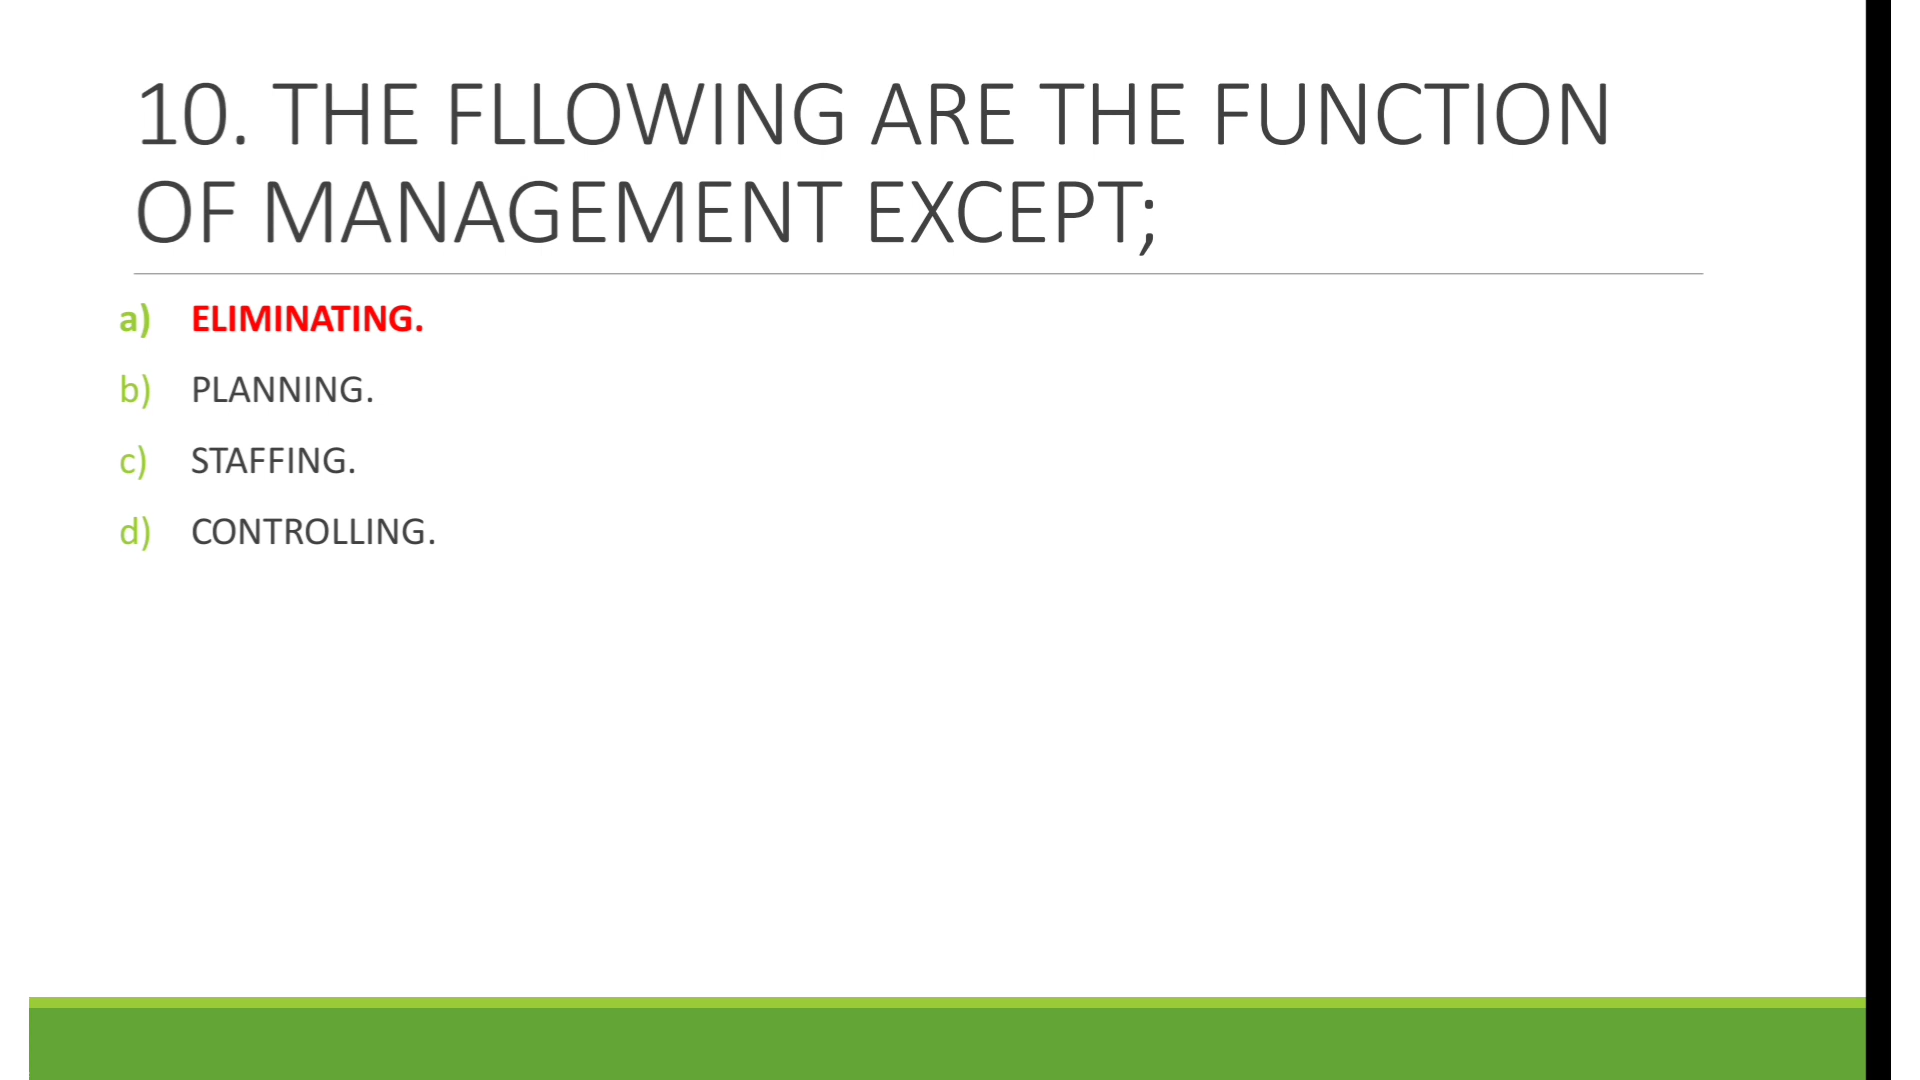 10. THE FLLOWING ARE THE FUNCTION
OF MANAGEMENT EXCEPT;
a) ELIMINATING.
b) PLANNING.
c) STAFFING.
d) CONTROLLING.